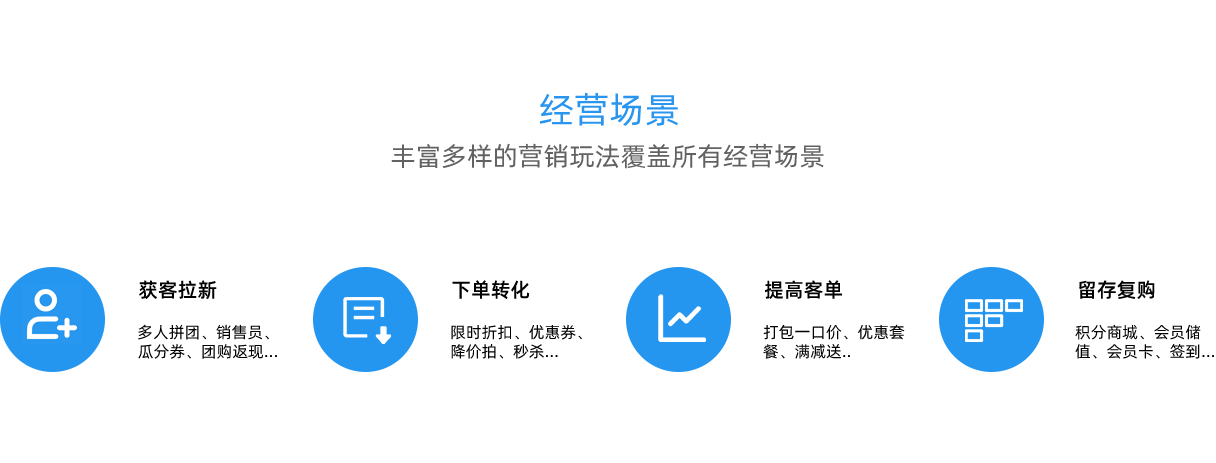 经营场景
丰富多样的营销玩法覆盖所有经营场景
获客拉新
多人拼团、销售员、
瓜分券、团购返现...
下单转化
限时折扣、优惠券、
降价拍、秒杀...
提高客单
打包一口价、优惠套
餐、满减送..
留存复购
积分商城、会员储
值、会员卡、签到...